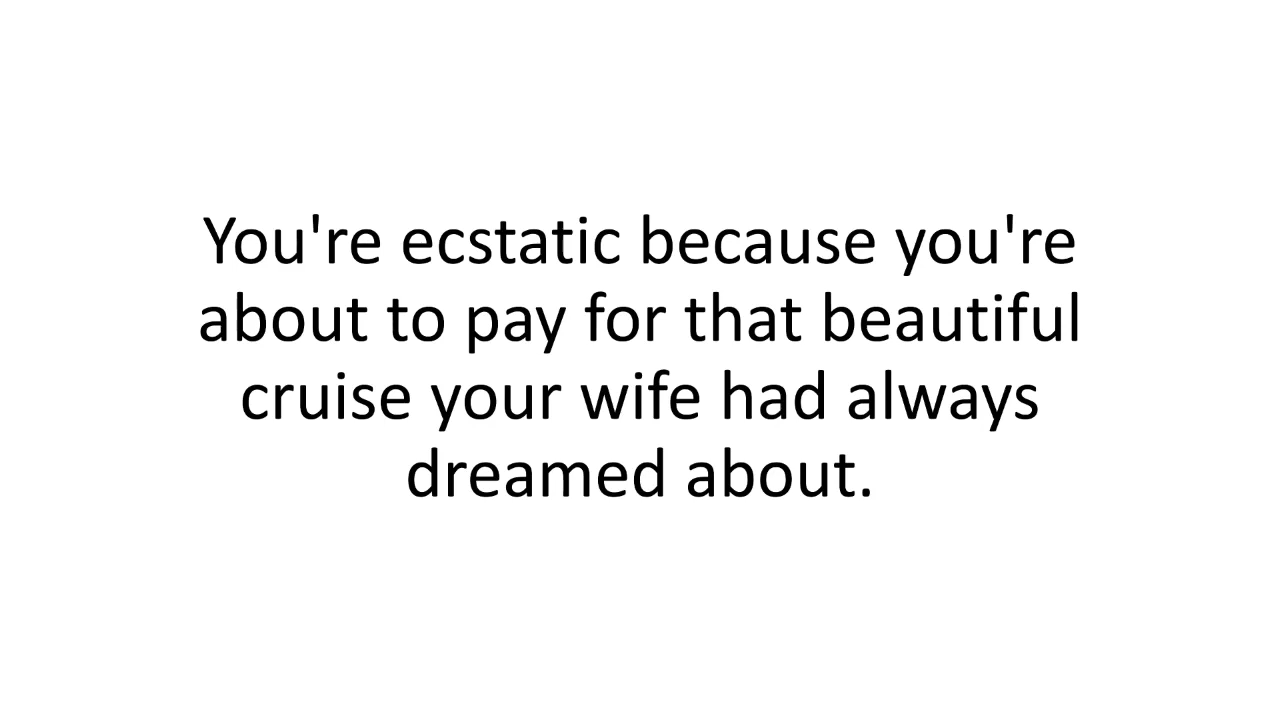 You're ecstatic because you're
about to pay for that beautiful
cruise your wife had always
dreamed about.